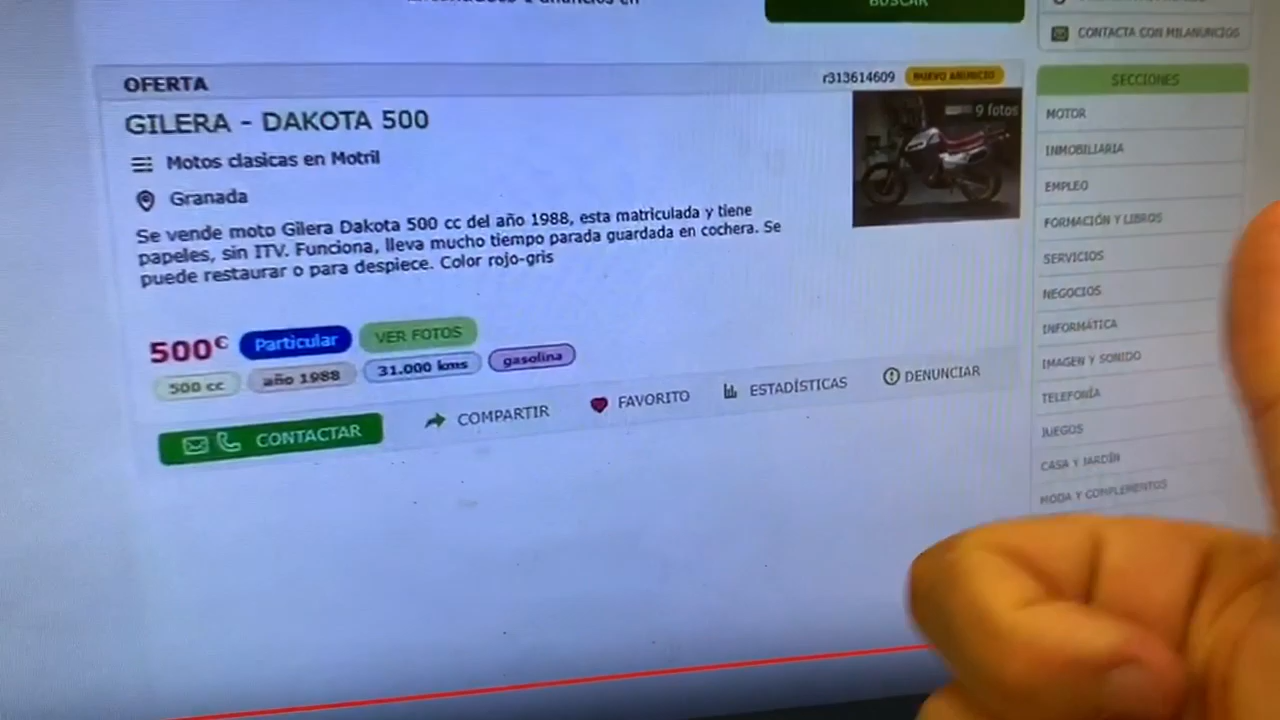 BUSCAR
CONTACTA CON MILANUNCIOS
OFERTA
r313614609
NUEVO ANUNCIO
GILERA - DAKOTA 500
9 fotos
Motos clasicas en Motril
Granada
Se vende moto Gilera Dakota 500 cc del año 1988, esta matriculada y tiene
papeles, sin ITV. Funciona, lleva mucho tiempo parada guardada en cochera. Se
puede restaurar o para despiece. Color rojo-gris
500€
Particular
VER FOTOS
500 cc
año 1988
31.000 kms
gasolina
CONTACTAR
COMPARTIR
FAVORITO
ESTADÍSTICAS
DENUNCIAR
SECCIONES
MOTOR
INMOBILIARIA
EMPLEO
FORMACIÓN Y LIBROS
SERVICIOS
NEGOCIOS
INFORMÁTICA
IMAGEN Y SONIDO
TELEFONÍA
JUEGOS
CASA Y JARDÍN
MODA Y COMPLEMENTOS